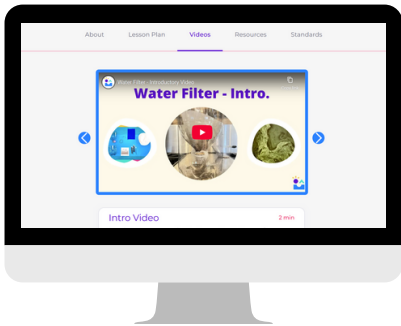 About Lesson Plan Videos Resources Standards
Water Filter - Introductory Video
Water Filter - Intro.
Intro Video 2 min